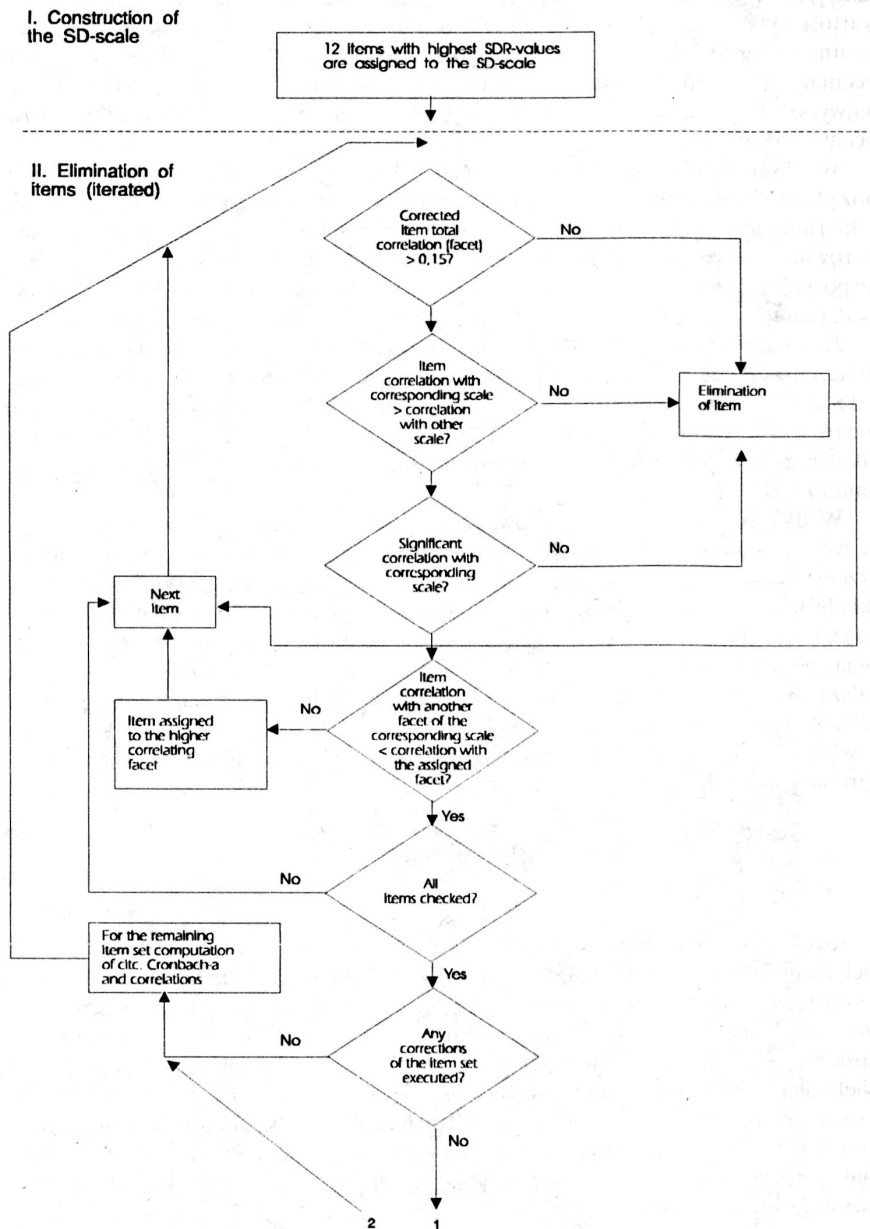 I. Construction of
the SD-scale
12 Items with highest SDR-values
are assigned to the SD-scale
II. Elimination of
items (iterated)
Corrected
Item total
correlation (facet)
> 0,15?
No
Item
correlation with
corresponding scale
> correlation
with other
scale?
No
Elimination
of Item
Significant
correlation with
corresponding
scale?
No
Next
Item
Item
correlation
with another
facet of the
corresponding scale
< correlation with
the assigned
facet?
No
Item assigned
to the higher
correlating
facet
Yes
All
Items checked?
No
For the remaining
Item set computation
of citc. Cronbach-a
and correlations
Yes
Any
corrections
of the item set
executed?
No
No
2
1